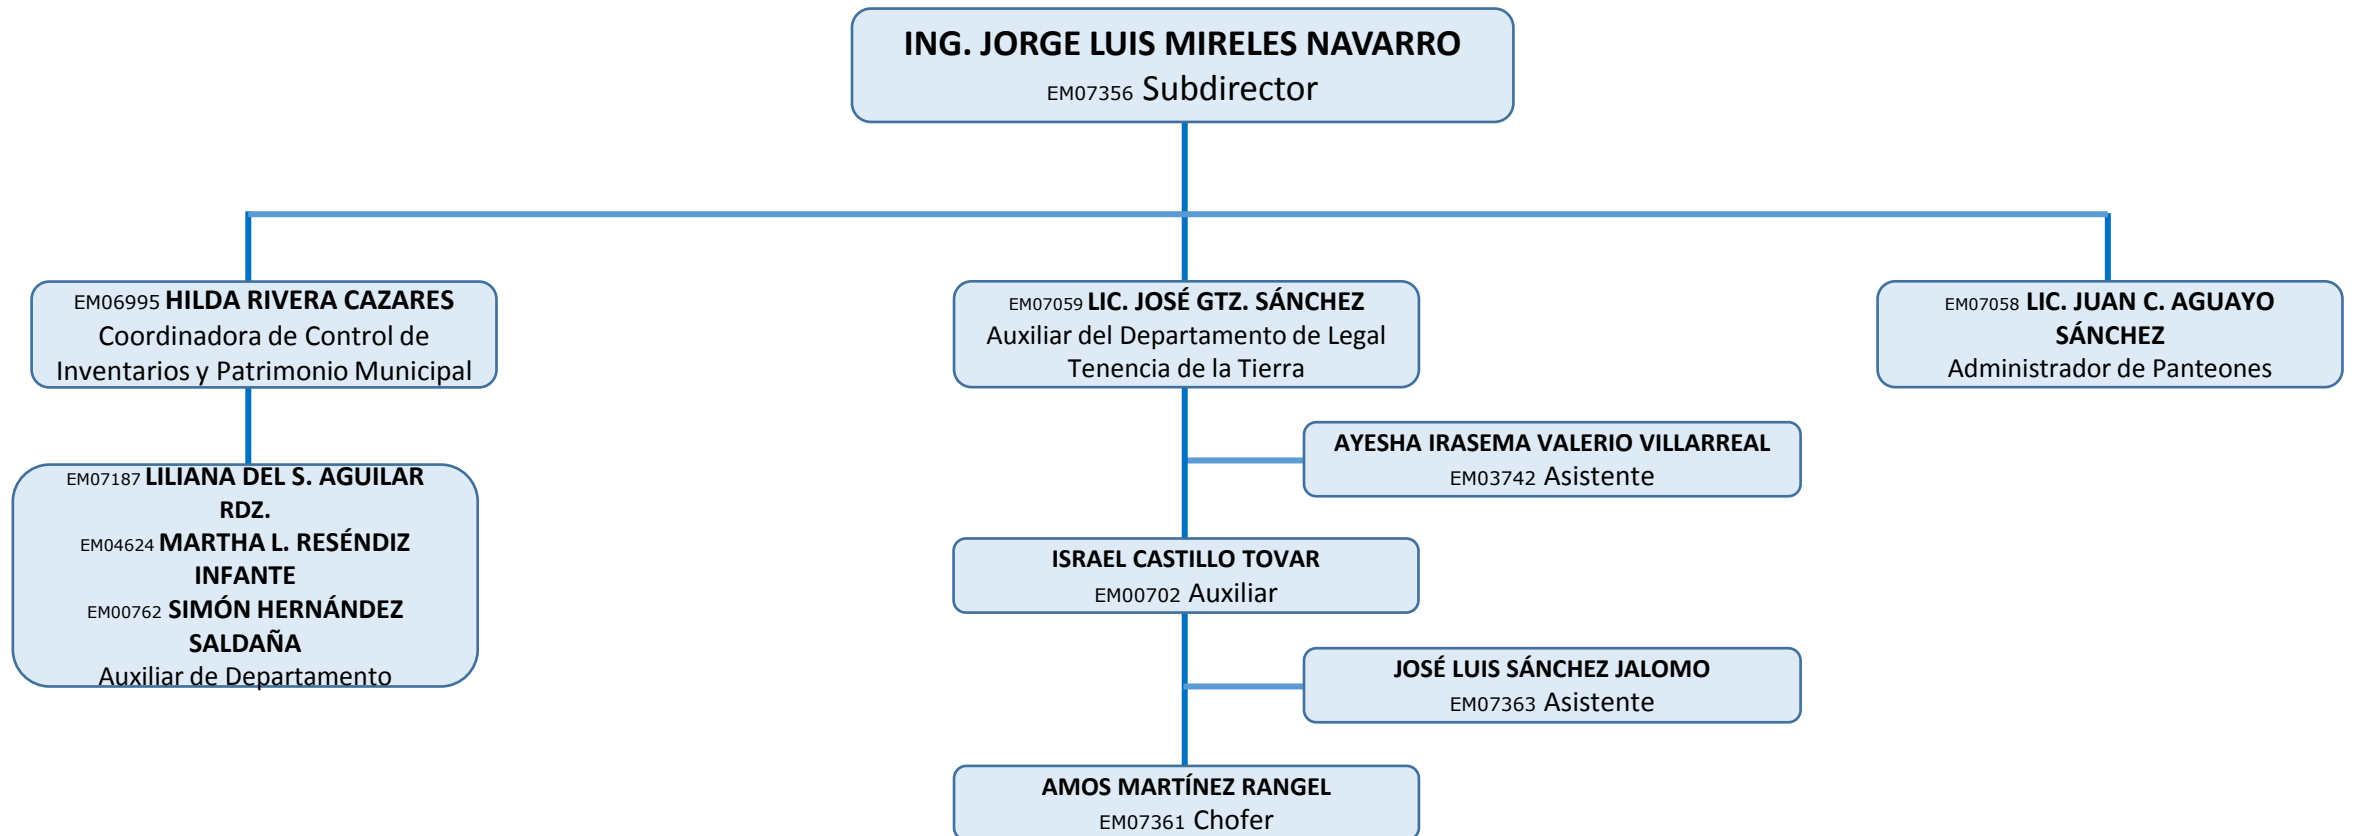 ING. JORGE LUIS MIRELES NAVARRO
EM07356 Subdirector
EM06995 HILDA RIVERA CAZARES
Coordinadora de Control de
Inventarios y Patrimonio Municipal
EM07059 LIC. JOSÉ GTZ. SÁNCHEZ
Auxiliar del Departamento de Legal
Tenencia de la Tierra
EM07058 LIC. JUAN C. AGUAYO
SÁNCHEZ
Administrador de Panteones
EM07187 LILIANA DEL S. AGUILAR
RDZ.
EM04624 MARTHA L. RESÉNDIZ
INFANTE
EM00762 SIMÓN HERNÁNDEZ
SALDAÑA
Auxiliar de Departamento
AYESHA IRASEMA VALERIO VILLARREAL
EM03742 Asistente
ISRAEL CASTILLO TOVAR
EM00702 Auxiliar
JOSÉ LUIS SÁNCHEZ JALOMO
EM07363 Asistente
AMOS MARTÍNEZ RANGEL
EM07361 Chofer